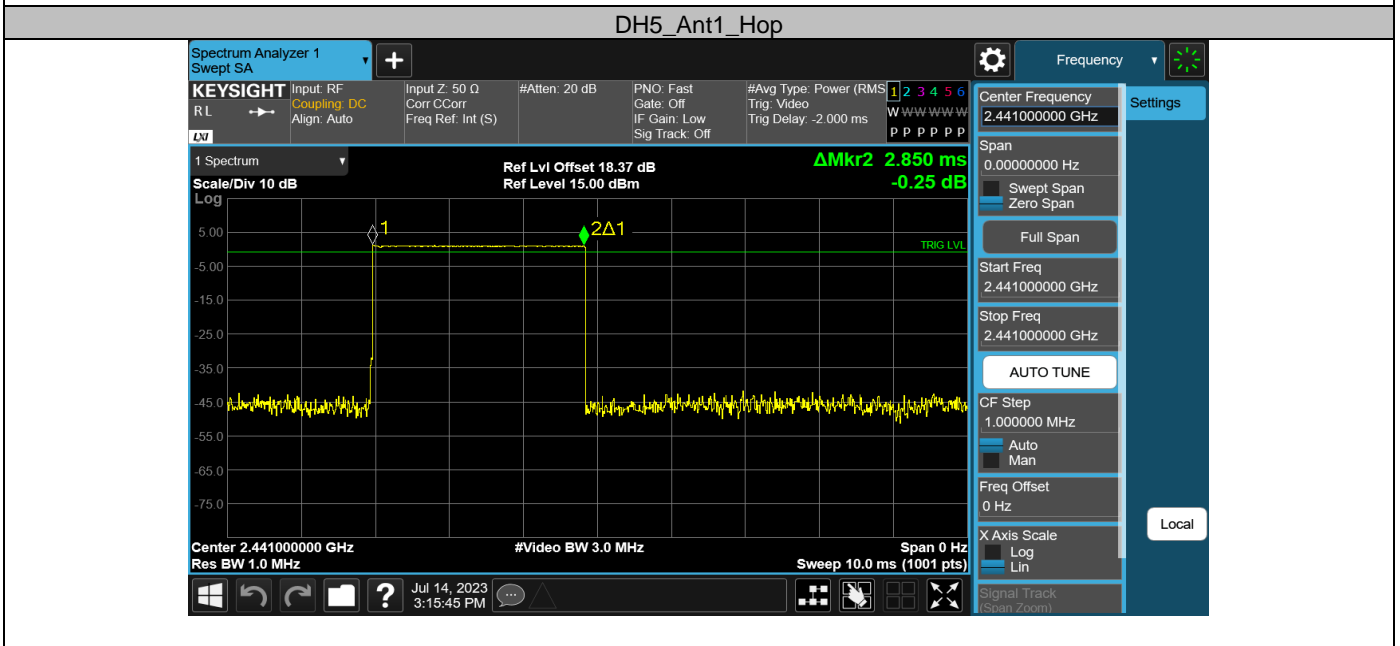 DH5_Ant1_Hop
Spectrum Analyzer 1
Swept SA
Frequency
KEYSIGHT
RL
LXI
Input: RF
Coupling: DC
Align: Auto
Input Z: 50 Ω
Corr CCorr
Freq Ref: Int (S)
#Atten: 20 dB
PNO: Fast
Gate: Off
IF Gain: Low
Sig Track: Off
#Avg Type: Power (RMS
Trig: Video
Trig Delay: -2.000 ms
1 2 3 4 5 6
W W W W W W
P P P P P P
1 Spectrum
Scale/Div 10 dB
Ref Lvl Offset 18.37 dB
Ref Level 15.00 dBm
ΔMkr2 2.850 ms
-0.25 dB
Log
5.00
-5.00
-15.0
-25.0
-35.0
-45.0
-55.0
-65.0
-75.0
1
2Δ1
TRIG LVL
Center 2.441000000 GHz
Res BW 1.0 MHz
#Video BW 3.0 MHz
Span 0 Hz
Sweep 10.0 ms (1001 pts)
?
Jul 14, 2023
3:15:45 PM
Center Frequency
2.441000000 GHz
Settings
Span
0.00000000 Hz
Swept Span
Zero Span
Full Span
Start Freq
2.441000000 GHz
Stop Freq
2.441000000 GHz
AUTO TUNE
CF Step
1.000000 MHz
Auto
Man
Freq Offset
0 Hz
X Axis Scale
Log
Lin
Local
Signal Track
(Span Zoom)